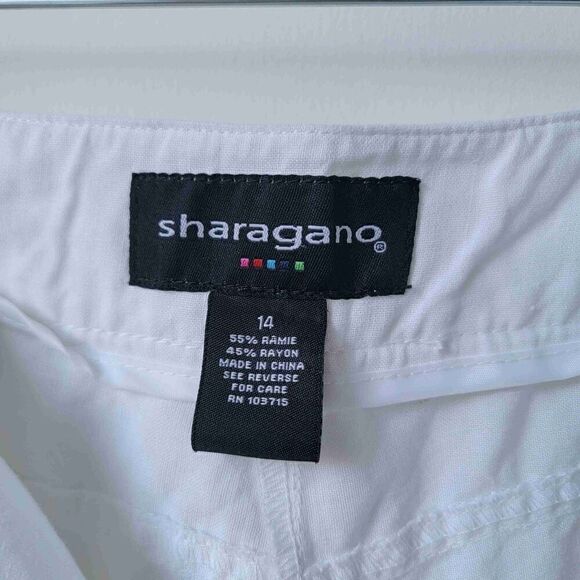 sharagano®
14
55% RAMIE
45% RAYON
MADE IN CHINA
SEE REVERSE
FOR CARE
RN 103715